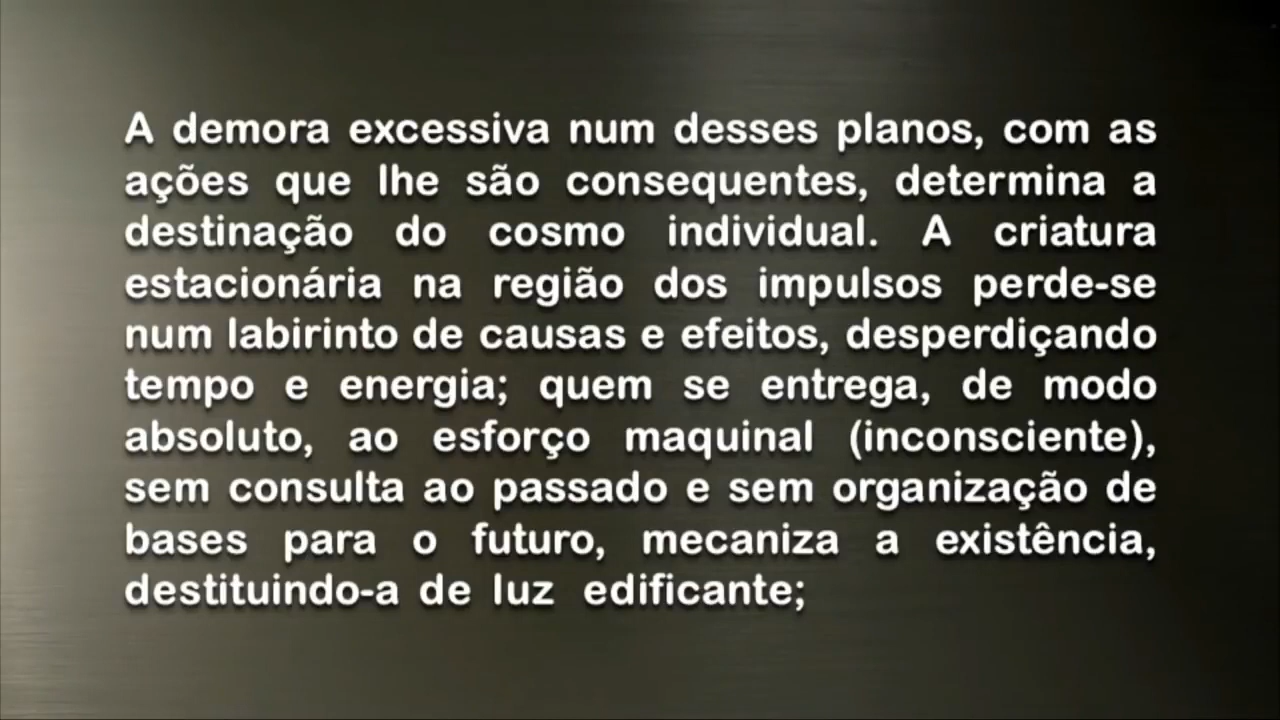 A demora excessiva num desses planos, com as
ações que lhe são consequentes, determina a
destinação do cosmo individual. A criatura
estacionária na região dos impulsos perde-se
num labirinto de causas e efeitos, desperdiçando
tempo e energia; quem se entrega, de modo
absoluto, ao esforço maquinal (inconsciente),
sem consulta ao passado e sem organização de
bases para o futuro, mecaniza a existência,
destituindo-a de luz edificante;